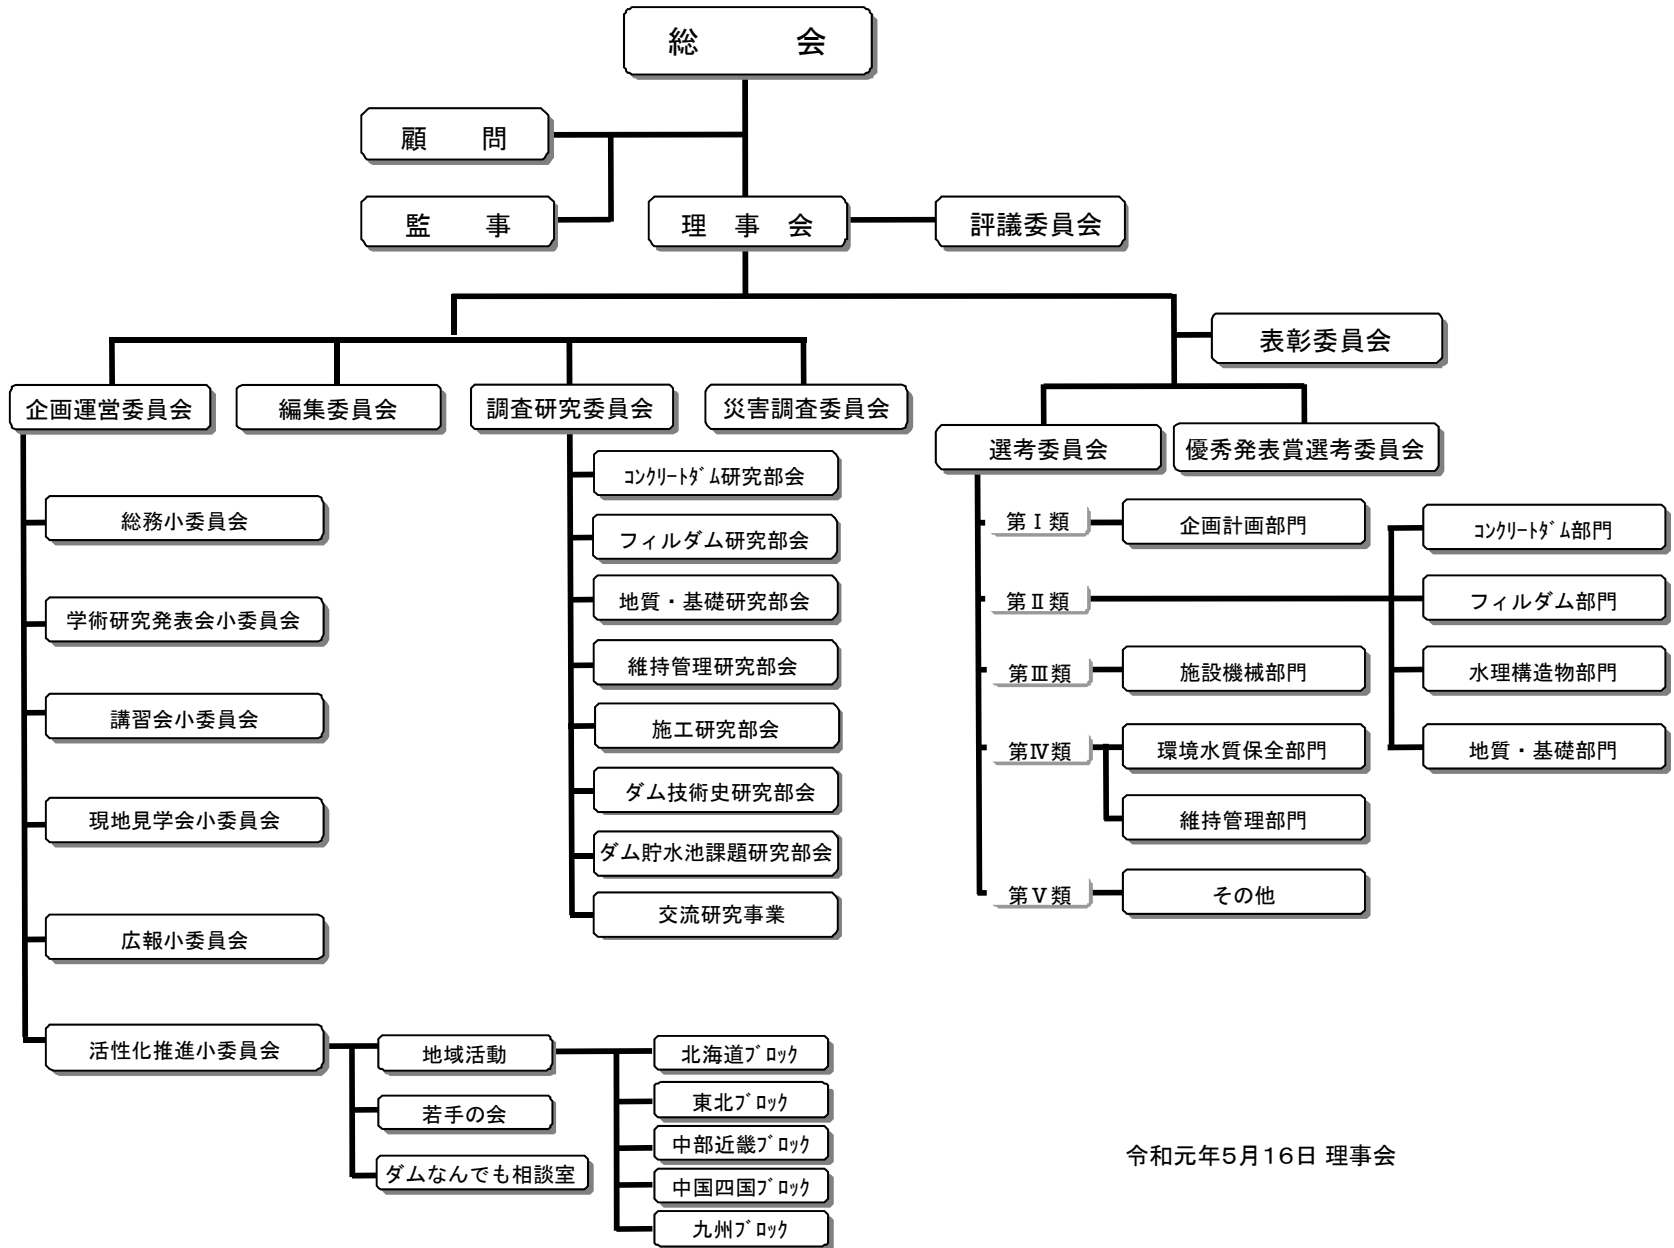 総　　会
顧　　問
監　　事
理　事　会
評議委員会
表彰委員会
企画運営委員会
編集委員会
調査研究委員会
災害調査委員会
選考委員会
優秀発表賞選考委員会
総務小委員会
学術研究発表会小委員会
講習会小委員会
現地見学会小委員会
広報小委員会
活性化推進小委員会
地域活動
若手の会
ダムなんでも相談室
北海道ﾌﾞﾛｯｸ
東北ﾌﾞﾛｯｸ
中部近畿ﾌﾞﾛｯｸ
中国四国ﾌﾞﾛｯｸ
九州ﾌﾞﾛｯｸ
ｺﾝｸﾘｰﾄﾀﾞﾑ研究部会
フィルダム研究部会
地質・基礎研究部会
維持管理研究部会
施工研究部会
ダム技術史研究部会
ダム貯水池課題研究部会
交流研究事業
第Ⅰ類
企画計画部門
第Ⅱ類
ｺﾝｸﾘｰﾄﾀﾞﾑ部門
フィルダム部門
水理構造物部門
地質・基礎部門
第Ⅲ類
施設機械部門
第Ⅳ類
環境水質保全部門
維持管理部門
第Ⅴ類
その他
令和元年5月16日 理事会